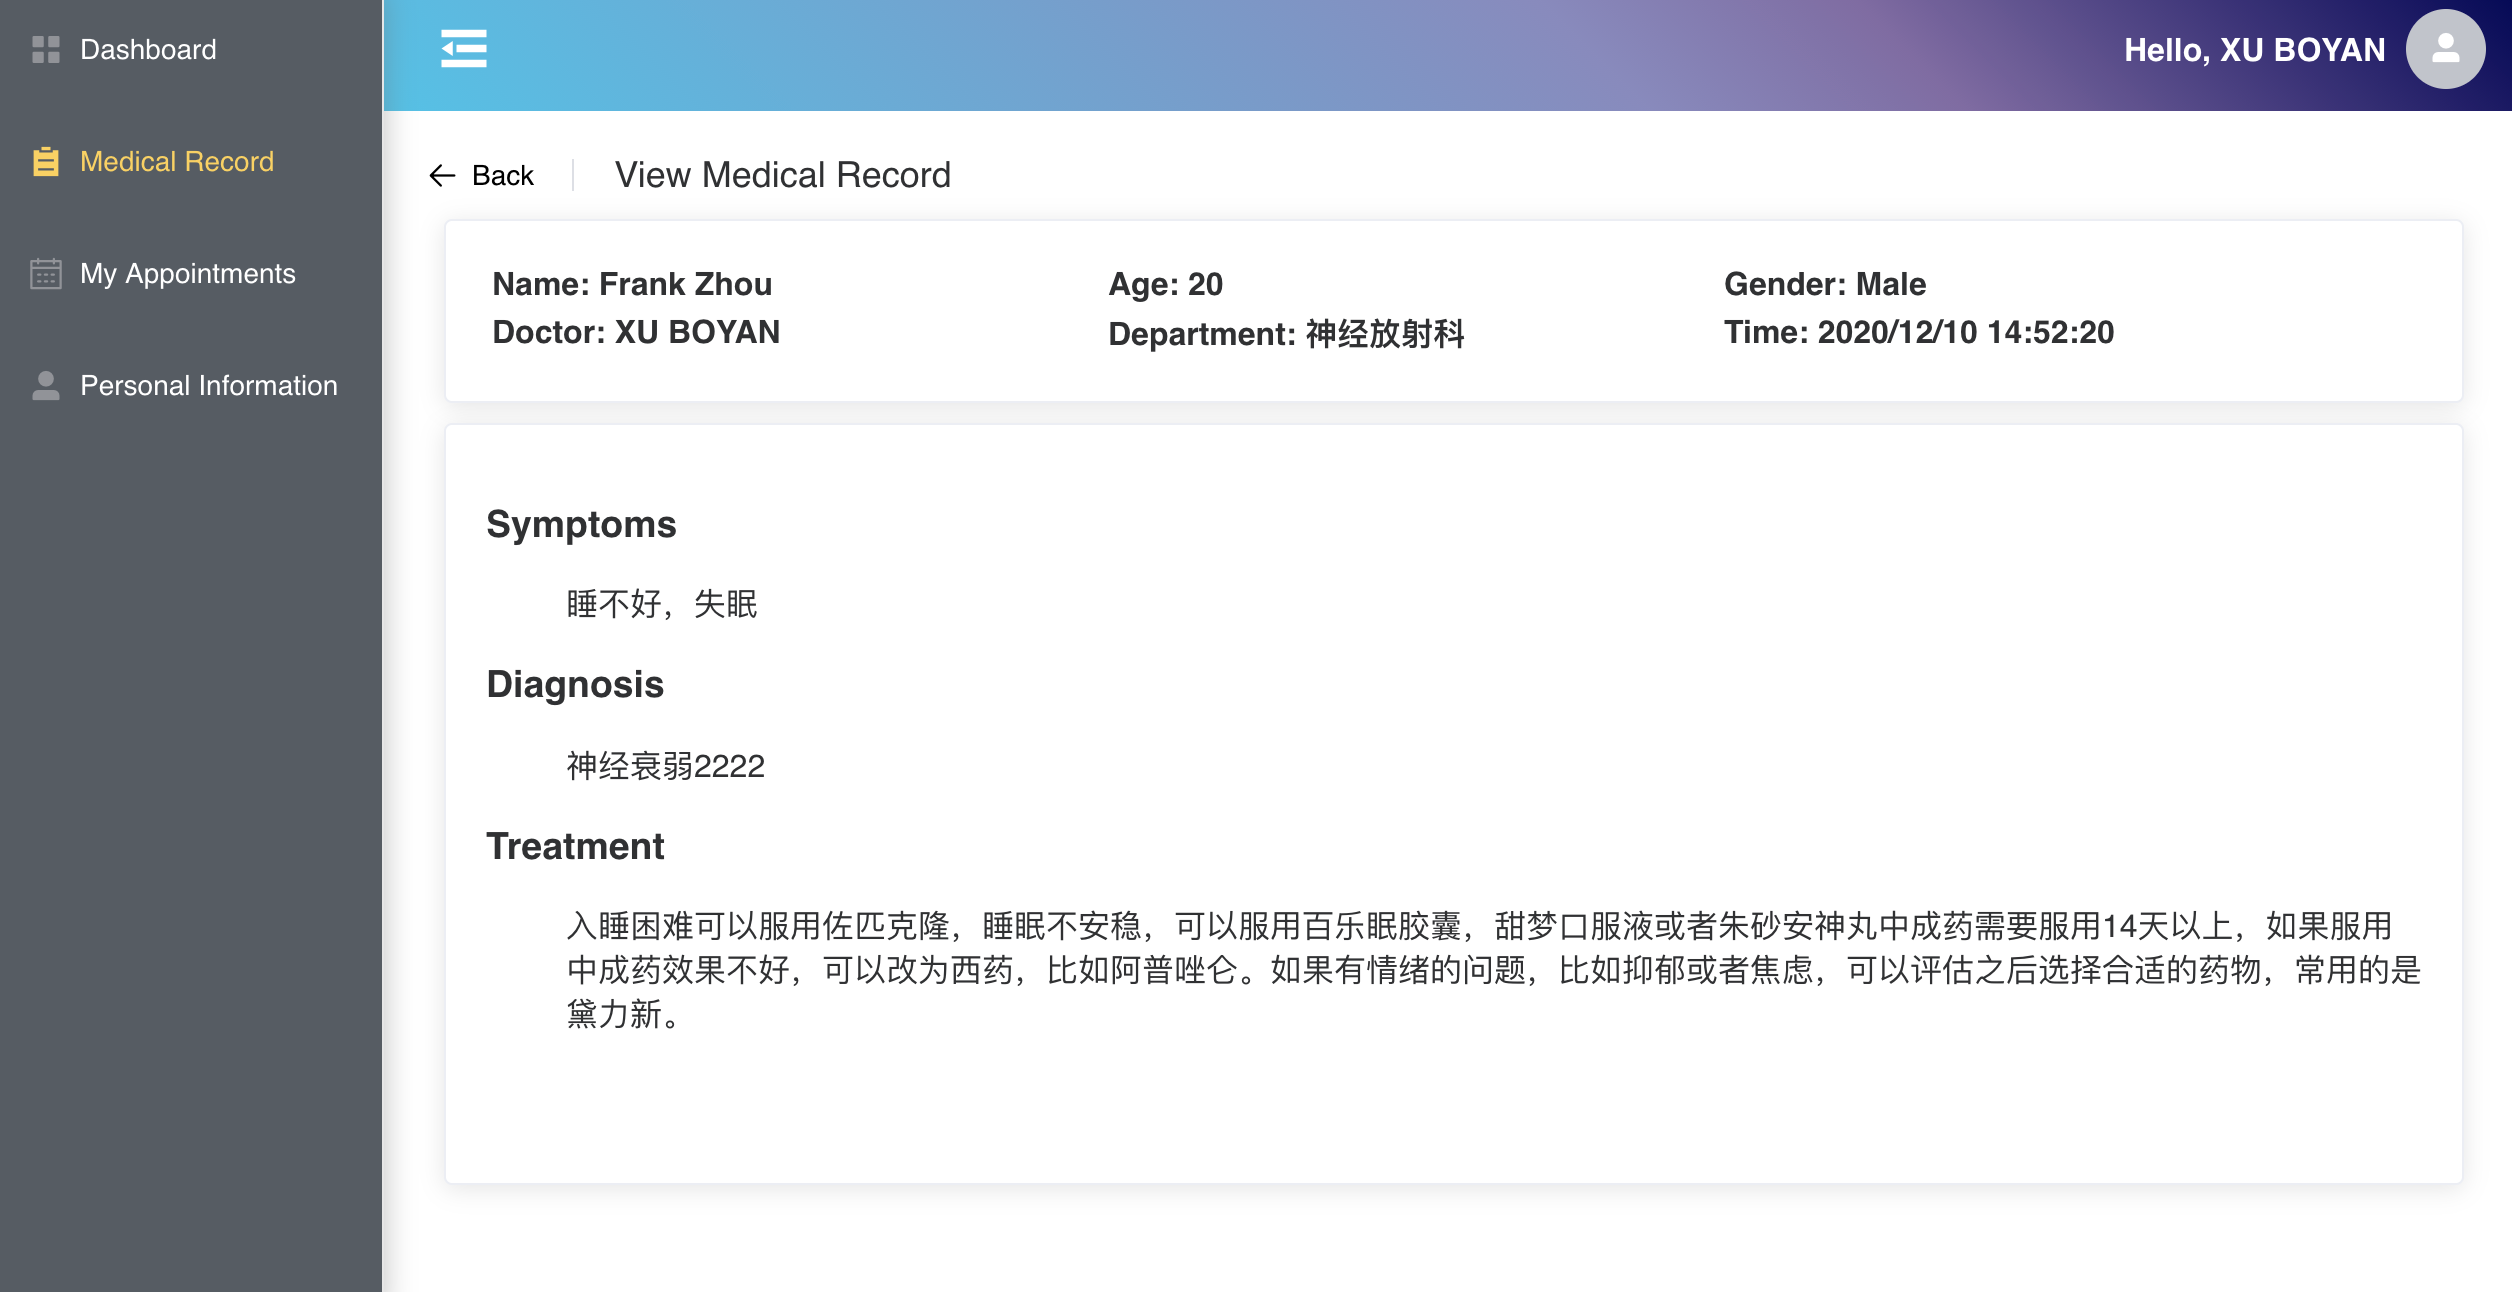 Dashboard
Medical Record
My Appointments
Personal Information
Hello, XU BOYAN
Back
View Medical Record
Name: Frank Zhou
Age: 20
Gender: Male
Doctor: XU BOYAN
Department: 神经放射科
Time: 2020/12/10 14:52:20
Symptoms
睡不好，失眠
Diagnosis
神经衰弱2222
Treatment
入睡困难可以服用佐匹克隆，睡眠不安稳，可以服用百乐眠胶囊，甜梦口服液或者朱砂安神丸中成药需要服用14天以上，如果服用
中成药效果不好，可以改为西药，比如阿普唑仑。如果有情绪的问题，比如抑郁或者焦虑，可以评估之后选择合适的药物，常用的是
黛力新。